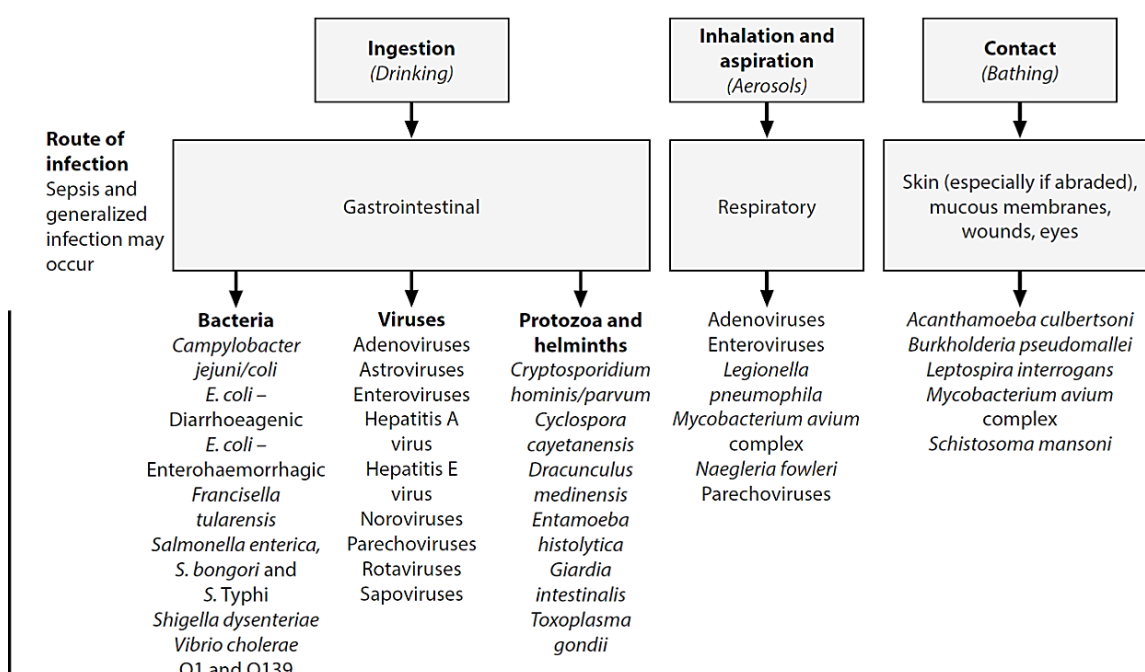 Ingestion
(Drinking)
Inhalation and
aspiration
(Aerosols)
Contact
(Bathing)
Route of
infection
Sepsis and
generalized
infection may
occur
Gastrointestinal
Respiratory
Skin (especially if abraded),
mucous membranes,
wounds, eyes
Bacteria
Campylobacter
jejuni/coli
E. coli –
Diarrhoeagenic
E. coli –
Enterohaemorrhagic
Francisella
tularensis
Salmonella enterica,
S. bongori and
S. Typhi
Shigella dysenteriae
Vibrio cholerae
O1 and O139
Viruses
Adenoviruses
Astroviruses
Enteroviruses
Hepatitis A
virus
Hepatitis E
virus
Noroviruses
Parechoviruses
Rotaviruses
Sapoviruses
Protozoa and
helminths
Cryptosporidium
hominis/parvum
Cyclospora
cayetanensis
Dracunculus
medinensis
Entamoeba
histolytica
Giardia
intestinalis
Toxoplasma
gondii
Adenoviruses
Enteroviruses
Legionella
pneumophila
Mycobacterium avium
complex
Naegleria fowleri
Parechoviruses
Acanthamoeba culbertsoni
Burkholderia pseudomallei
Leptospira interrogans
Mycobacterium avium
complex
Schistosoma mansoni